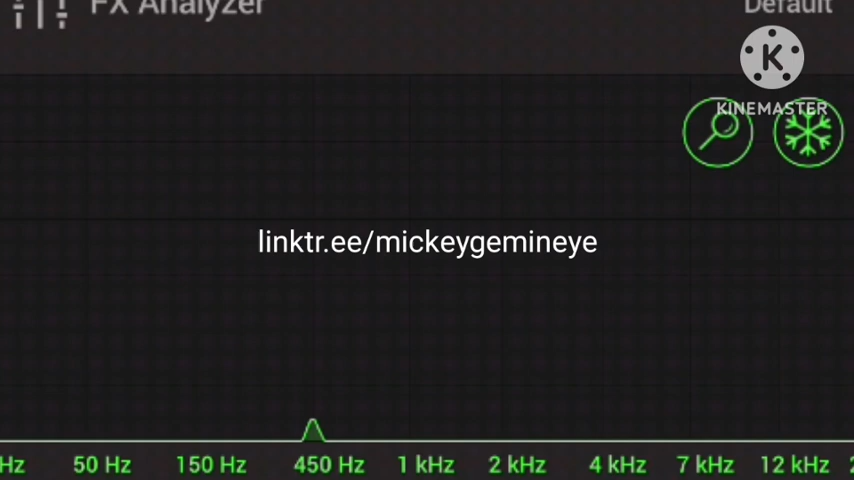 FX Analyzer Default
KINEMASTER
linktr.ee/mickeygemineye
Hz 50 Hz 150 Hz 450 Hz 1 kHz 2 kHz 4 kHz 7 kHz 12 kHz